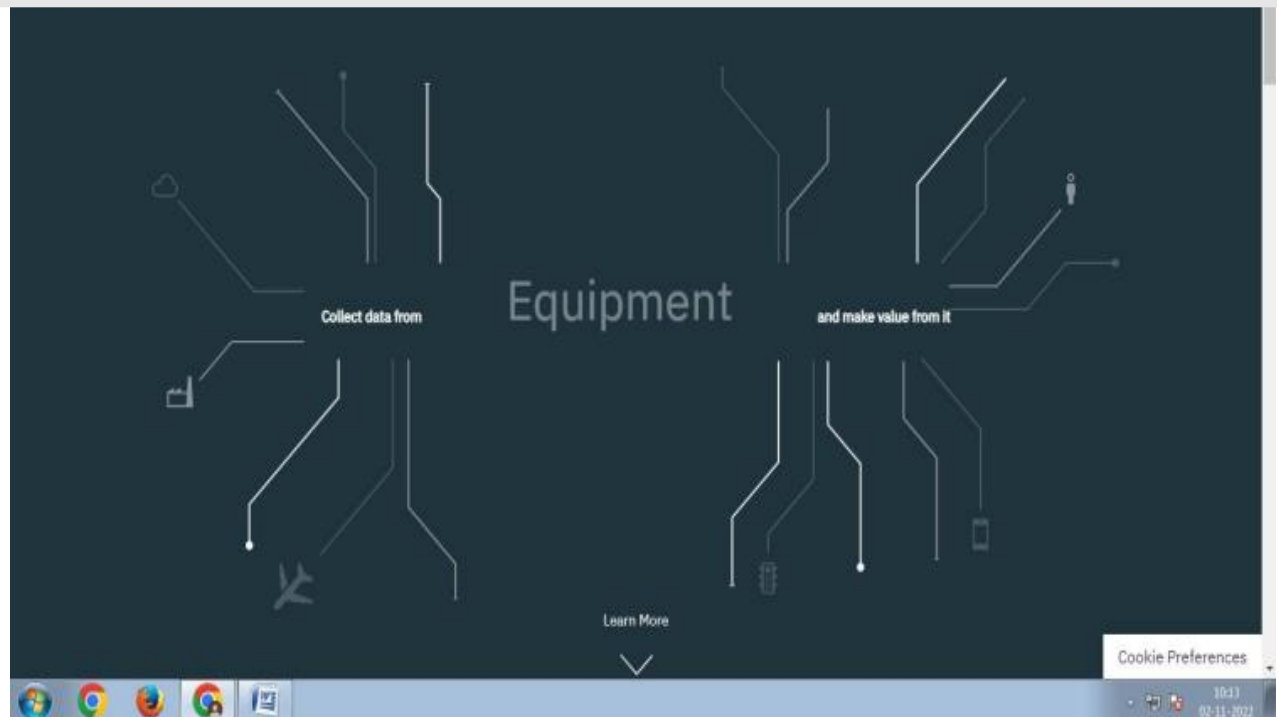 Equipment
Collect data from
and make value from it
Learn More
Cookie Preferences
10:13
02-11-2022